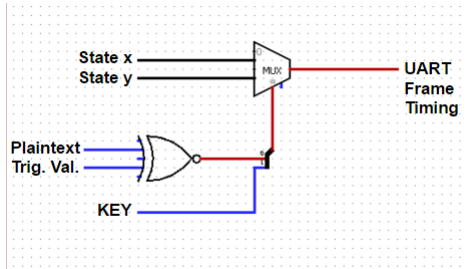 State x
State y
MUX
UART
Frame
Timing
Plaintext
Trig. Val.
KEY